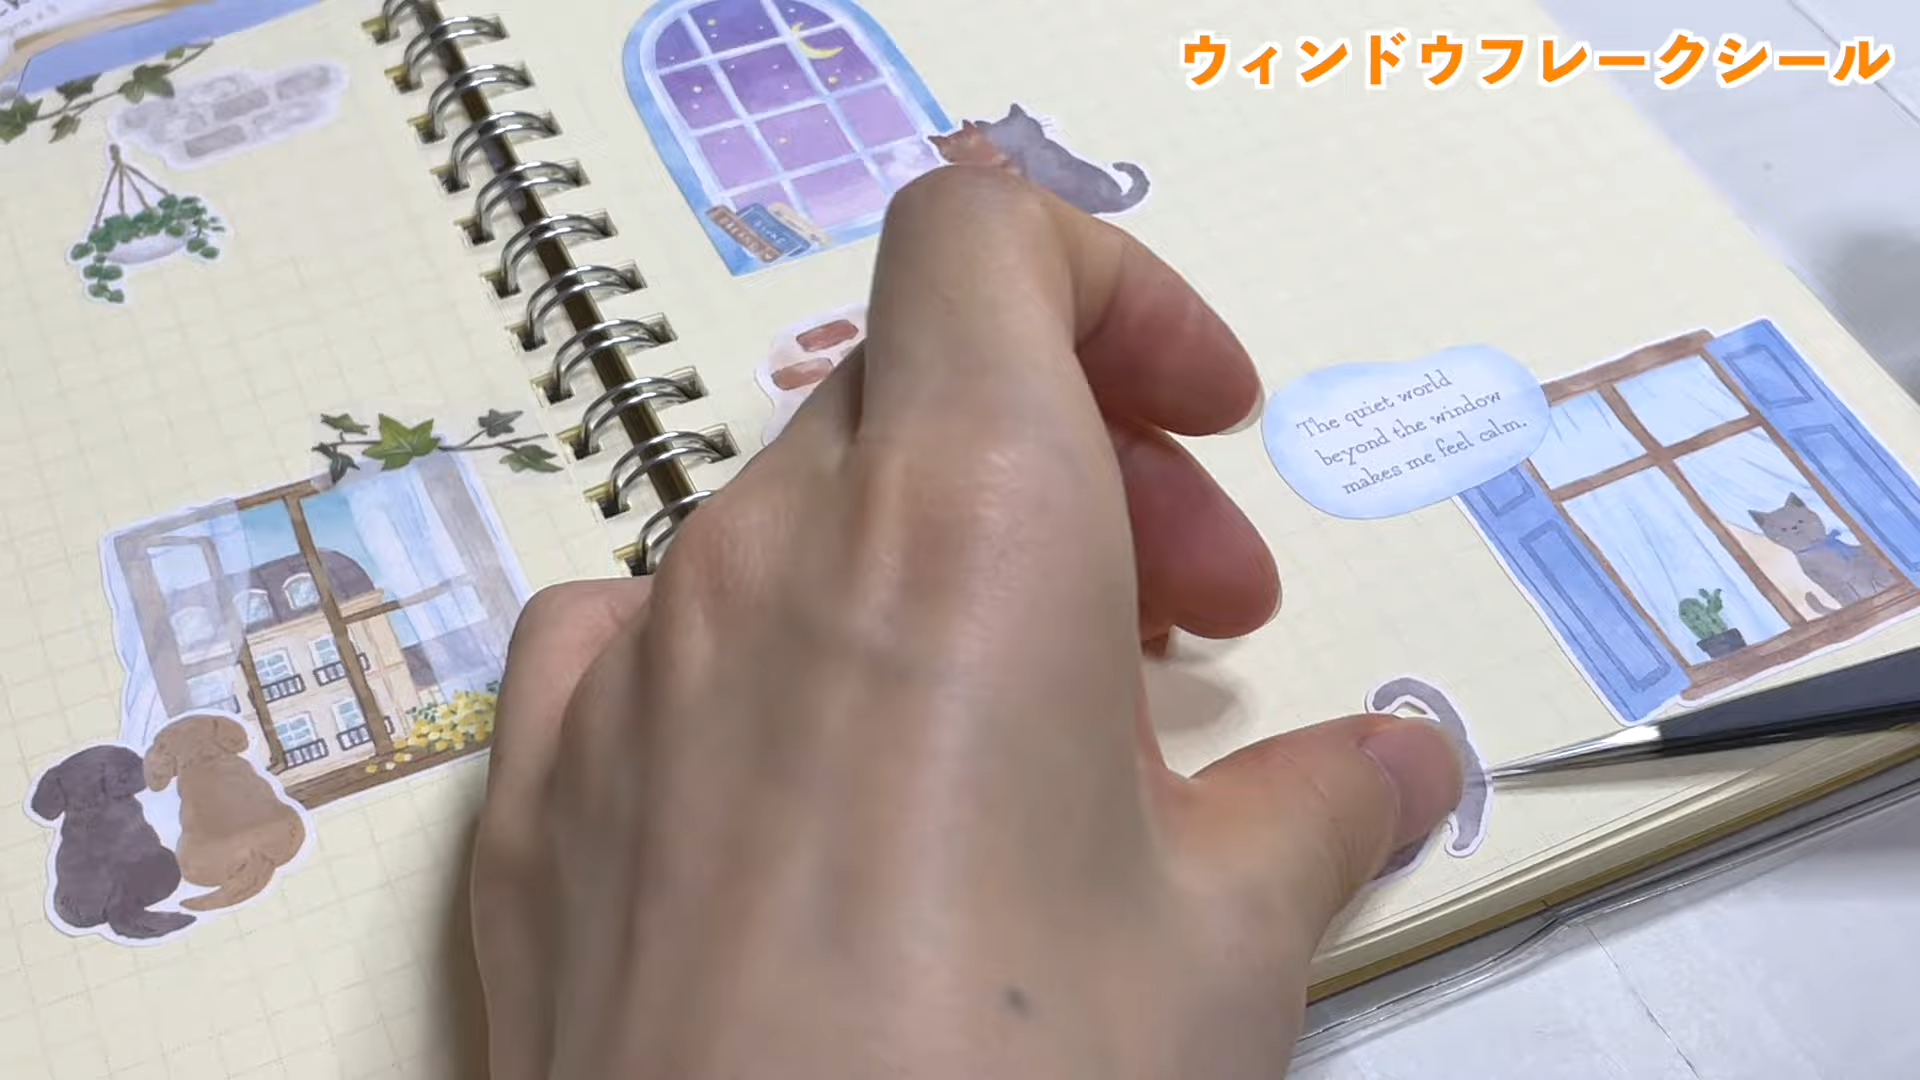 ウィンドウフレークシール
The quiet world
beyond the window
makes me feel calm.